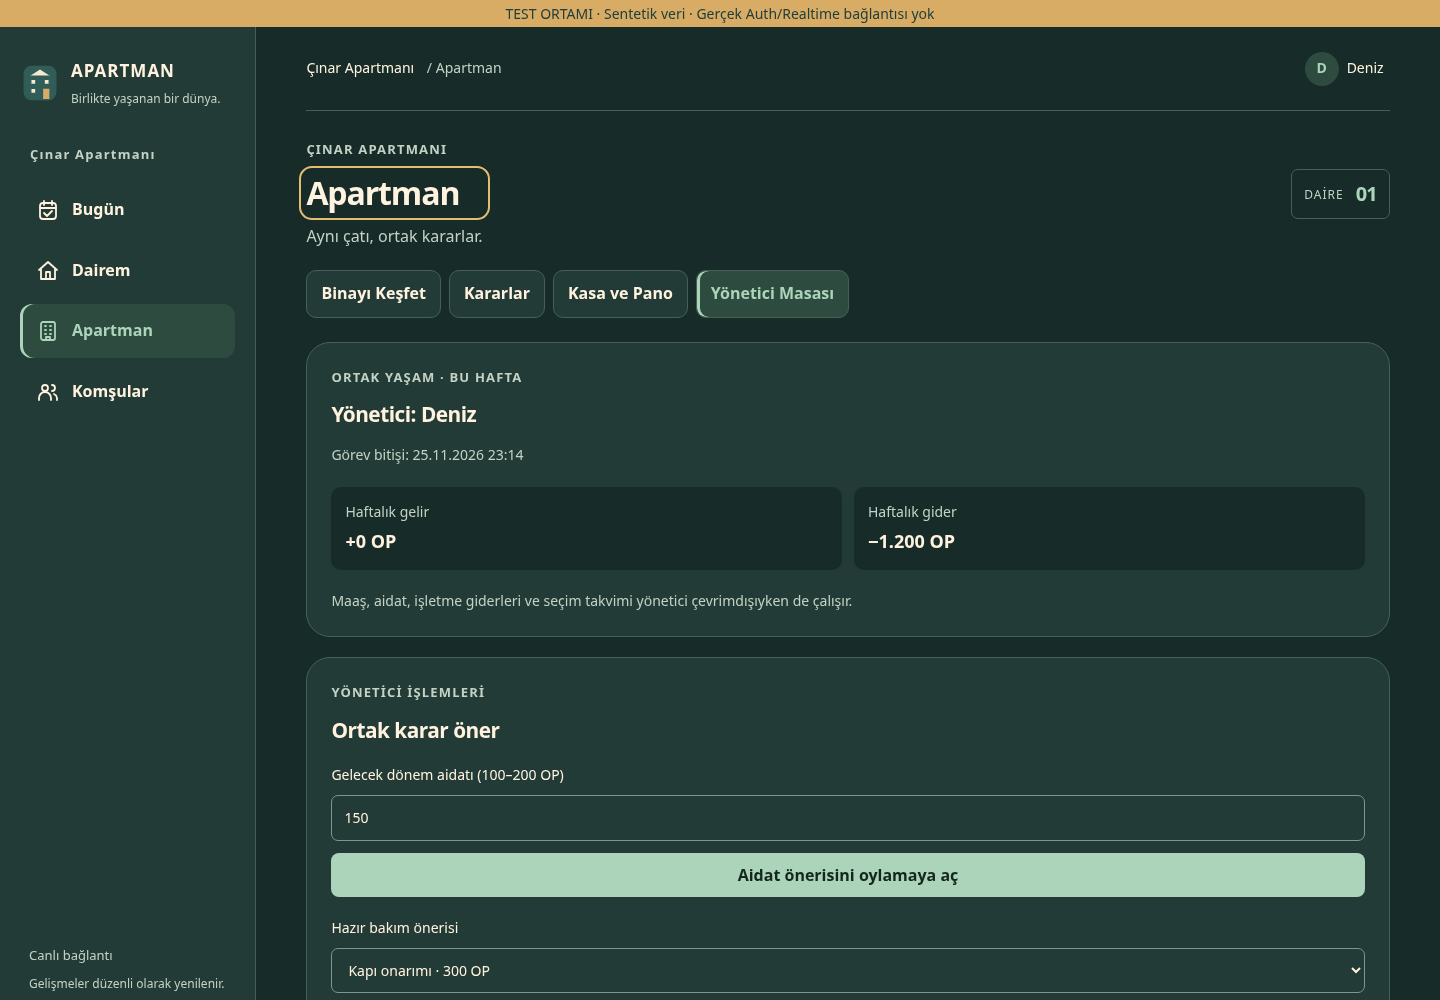 TEST ORTAMI · Sentetik veri · Gerçek Auth/Realtime bağlantısı yok
APARTMAN
Birlikte yaşanan bir dünya.
Çınar Apartmanı
Bugün
Dairem
Apartman
Komşular
Canlı bağlantı
Gelişmeler düzenli olarak yenilenir.
Çınar Apartmanı / Apartman
D Deniz
ÇINAR APARTMANI
Apartman
Aynı çatı, ortak kararlar.
DAİRE 01
Binayı Keşfet
Kararlar
Kasa ve Pano
Yönetici Masası
ORTAK YAŞAM · BU HAFTA
Yönetici: Deniz
Görev bitişi: 25.11.2026 23:14
Haftalık gelir
+0 OP
Haftalık gider
−1.200 OP
Maaş, aidat, işletme giderleri ve seçim takvimi yönetici çevrimdışıyken de çalışır.
YÖNETİCİ İŞLEMLERİ
Ortak karar öner
Gelecek dönem aidatı (100–200 OP)
150
Aidat önerisini oylamaya aç
Hazır bakım önerisi
Kapı onarımı · 300 OP